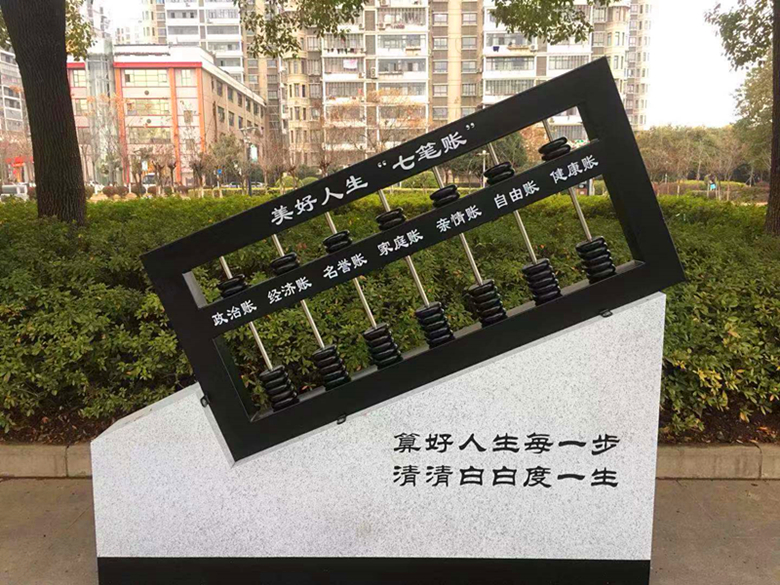 美好人生“七笔账”
政治账 经济账 名誉账 家庭账 亲情账 自由账 健康账
算好人生每一步
清清白白度一生